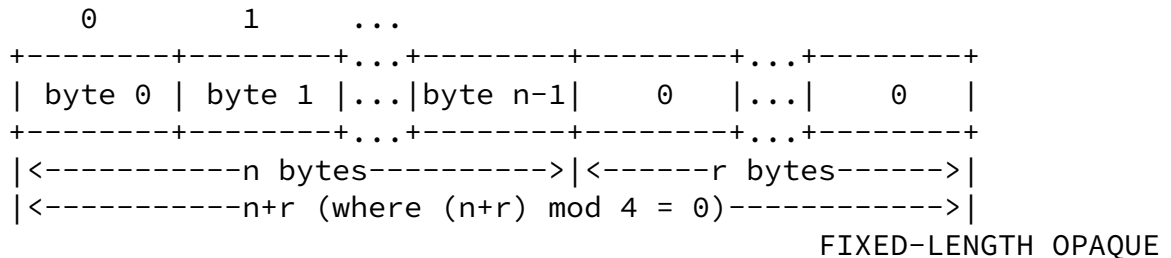 0        1     ...
+--------+--------+...+--------+--------+...+--------+
| byte 0 | byte 1 |...|byte n-1|    0   |...|    0   |
+--------+--------+...+--------+--------+...+--------+
|<-----------n bytes---------->|<------r bytes------>|
|<-----------n+r (where (n+r) mod 4 = 0)------------>|
                                             FIXED-LENGTH OPAQUE